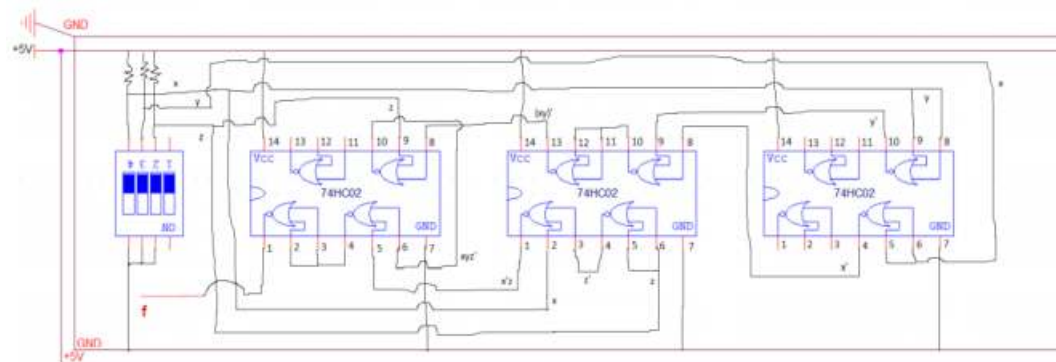 GND
+5V
x
y
z
z
(xy)'
y'
y
x
14 13 12 11 10 9 8
14 13 12 11 10 9 8
14 13 12 11 10 9 8
Vcc
Vcc
Vcc
4 3 2 1
74HC02
74HC02
74HC02
ON
GND
GND
GND
1 2 3 4 5 6 7
1 2 3 4 5 6 7
1 2 3 4 5 6 7
xyz'
x'z
z'
z
x'
x
f
GND
+5V